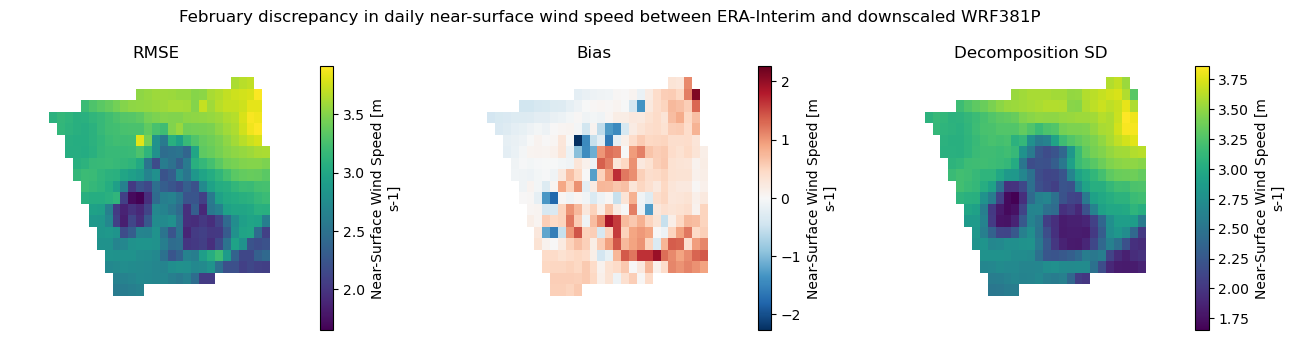 February discrepancy in daily near-surface wind speed between ERA-Interim and downscaled WRF381P
RMSE
3.5
3.0
2.5
2.0
Near-Surface Wind Speed [m
s-1]
Bias
2
1
0
−1
−2
Near-Surface Wind Speed [m
s-1]
Decomposition SD
3.75
3.50
3.25
3.00
2.75
2.50
2.25
2.00
1.75
Near-Surface Wind Speed [m
s-1]